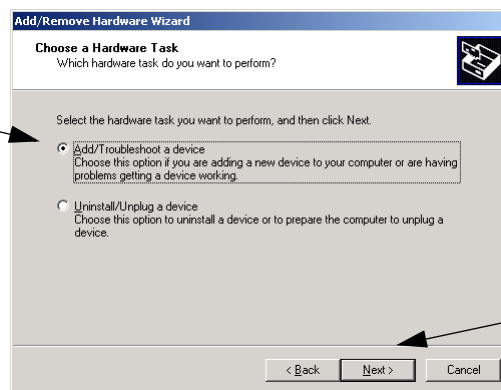 Add/Remove Hardware Wizard
Choose a Hardware Task
Which hardware task do you want to perform?
Select the hardware task you want to perform, and then click Next.
Add/Troubleshoot a device
Choose this option if you are adding a new device to your computer or are having
problems getting a device working.
Uninstall/Unplug a device
Choose this option to uninstall a device or to prepare the computer to unplug a
device.
< Back Next > Cancel